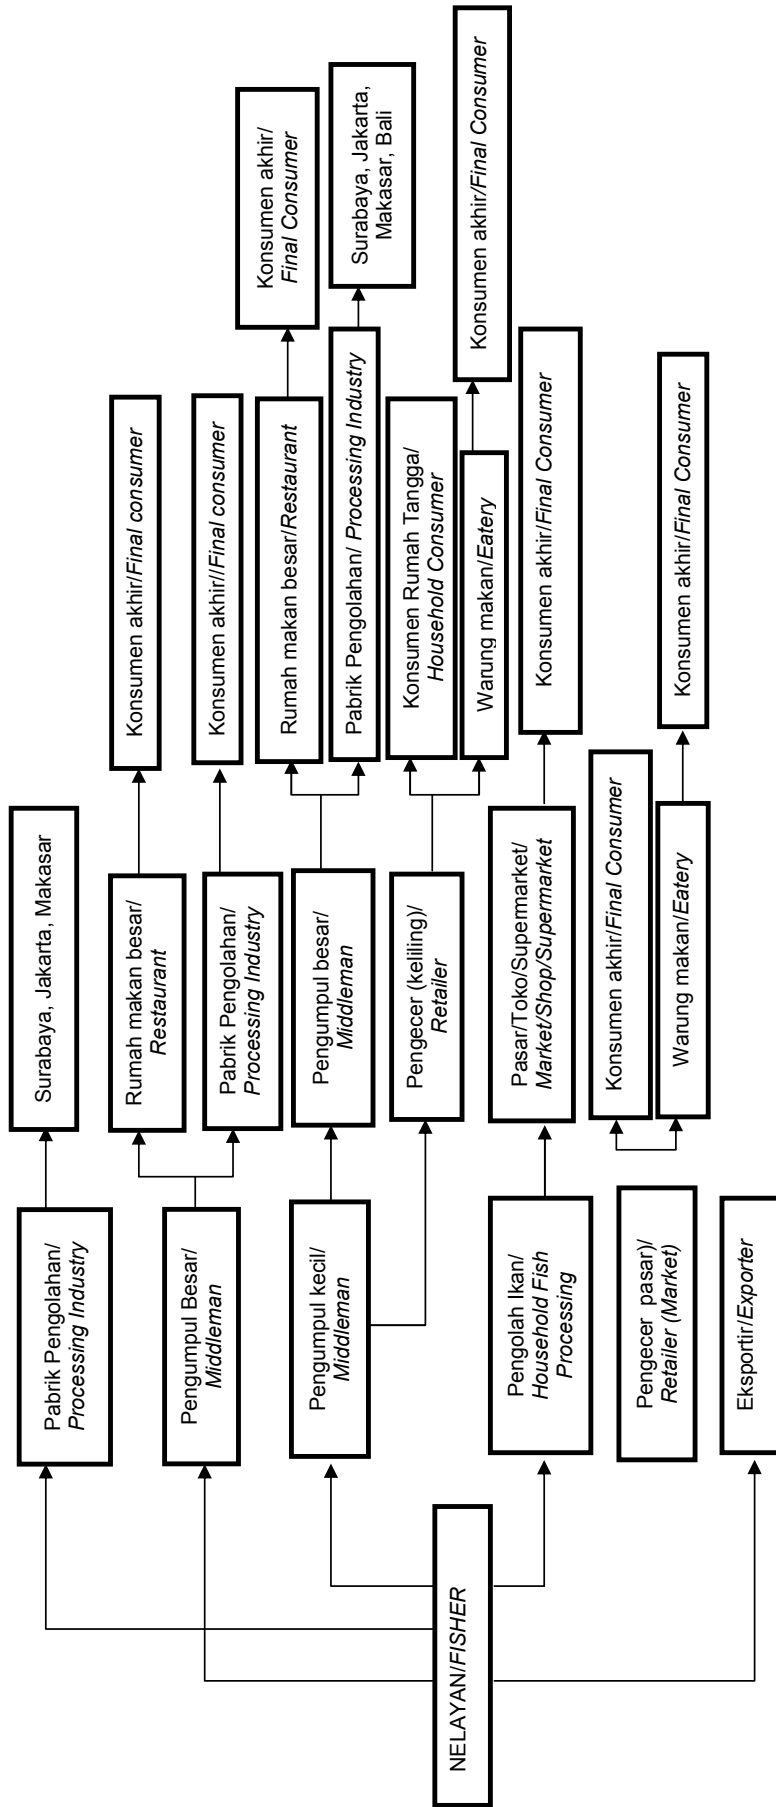 NELAYAN/FISHER
Pabrik Pengolahan/
Processing Industry
Pengumpul Besar/
Middleman
Pengumpul kecil/
Middleman
Pengolah Ikan/
Household Fish
Processing
Pengecer pasar)/
Retailer (Market)
Eksportir/Exporter
Surabaya, Jakarta, Makasar
Rumah makan besar/
Restaurant
Pabrik Pengolahan/
Processing Industry
Pengumpul besar/
Middleman
Pengecer (keliling)/
Retailer
Pasar/Toko/Supermarket/
Market/Shop/Supermarket
Konsumen akhir/Final Consumer
Warung makan/Eatery
Konsumen akhir/Final consumer
Konsumen akhir//Final consumer
Rumah makan besar/Restaurant
Pabrik Pengolahan/ Processing Industry
Konsumen Rumah Tangga/
Household Consumer
Warung makan/Eatery
Konsumen akhir/Final Consumer
Konsumen akhir/Final Consumer
Konsumen akhir/
Final Consumer
Surabaya, Jakarta,
Makasar, Bali
Konsumen akhir/Final Consumer